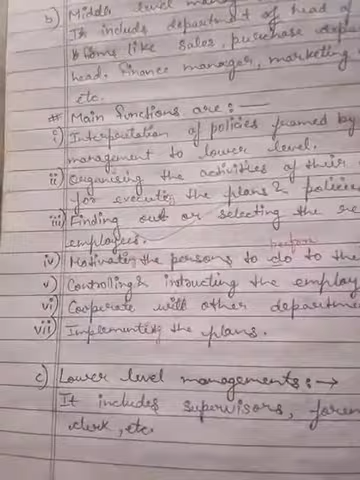 b) Middle level
It includes department of head of
like sales, purchase
head, finance manager, marketing
etc.
# Main functions are : —
i) Interpretation of policies framed by
management to lower level.
ii) Organising the activities of their
for executing the plans & policies
iii) Finding out or selecting the
employees.
perform
iv) Motivating the persons to do to the
v) Controlling & instructing the employ
vi) Cooperate with other departme
vii) Implementing the plans.
c) Lower level managements : →
It includes supervisors,
clerk, etc.